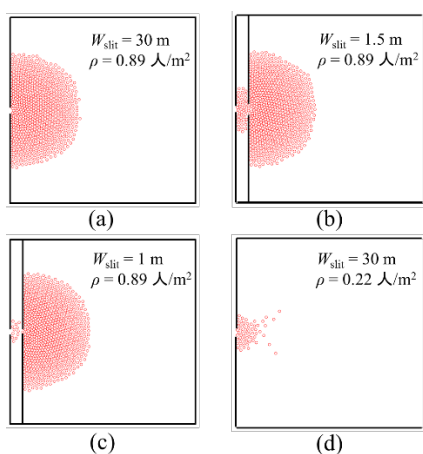 W_slit = 30 m
ρ = 0.89 人/m²
(a)
W_slit = 1.5 m
ρ = 0.89 人/m²
(b)
W_slit = 1 m
ρ = 0.89 人/m²
(c)
W_slit = 30 m
ρ = 0.22 人/m²
(d)